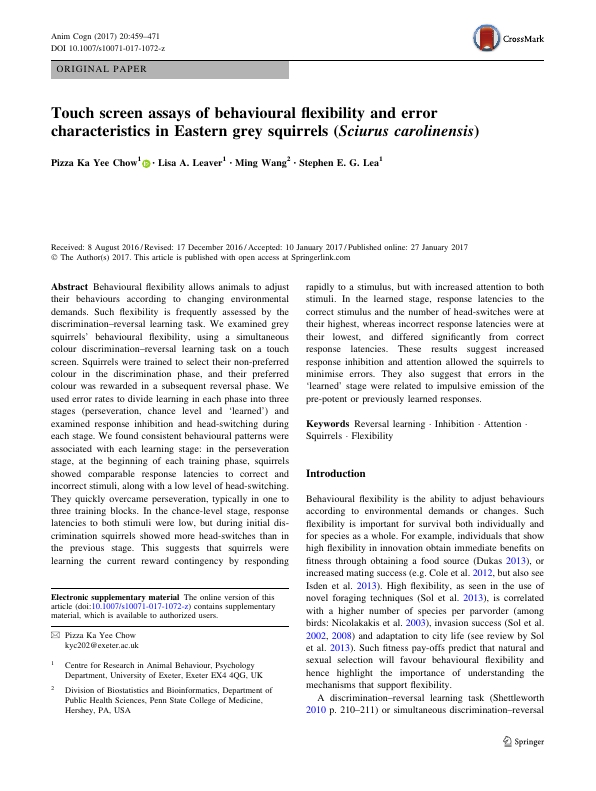 Anim Cogn (2017) 20:459–471
DOI 10.1007/s10071-017-1072-z
CrossMark
ORIGINAL PAPER
Touch screen assays of behavioural flexibility and error
characteristics in Eastern grey squirrels (Sciurus carolinensis)
Pizza Ka Yee Chow1 · Lisa A. Leaver1 · Ming Wang2 · Stephen E. G. Lea1
Received: 8 August 2016 / Revised: 17 December 2016 / Accepted: 10 January 2017 / Published online: 27 January 2017
© The Author(s) 2017. This article is published with open access at Springerlink.com
Abstract Behavioural flexibility allows animals to adjust
their behaviours according to changing environmental
demands. Such flexibility is frequently assessed by the
discrimination–reversal learning task. We examined grey
squirrels' behavioural flexibility, using a simultaneous
colour discrimination–reversal learning task on a touch
screen. Squirrels were trained to select their non-preferred
colour in the discrimination phase, and their preferred
colour was rewarded in a subsequent reversal phase. We
used error rates to divide learning in each phase into three
stages (perseveration, chance level and 'learned') and
examined response inhibition and head-switching during
each stage. We found consistent behavioural patterns were
associated with each learning stage: in the perseveration
stage, at the beginning of each training phase, squirrels
showed comparable response latencies to correct and
incorrect stimuli, along with a low level of head-switching.
They quickly overcame perseveration, typically in one to
three training blocks. In the chance-level stage, response
latencies to both stimuli were low, but during initial dis-
crimination squirrels showed more head-switches than in
the previous stage. This suggests that squirrels were
learning the current reward contingency by responding
rapidly to a stimulus, but with increased attention to both
stimuli. In the learned stage, response latencies to the
correct stimulus and the number of head-switches were at
their highest, whereas incorrect response latencies were at
their lowest, and differed significantly from correct
response latencies. These results suggest increased
response inhibition and attention allowed the squirrels to
minimise errors. They also suggest that errors in the
'learned' stage were related to impulsive emission of the
pre-potent or previously learned responses.
Keywords Reversal learning · Inhibition · Attention ·
Squirrels · Flexibility
Introduction
Behavioural flexibility is the ability to adjust behaviours
according to environmental demands or changes. Such
flexibility is important for survival both individually and
for species as a whole. For example, individuals that show
high flexibility in innovation obtain immediate benefits on
fitness through obtaining a food source (Dukas 2013), or
increased mating success (e.g. Cole et al. 2012, but also see
Isden et al. 2013). High flexibility, as seen in the use of
novel foraging techniques (Sol et al. 2013), is correlated
with a higher number of species per parvorder (among
birds: Nicolakakis et al. 2003), invasion success (Sol et al.
2002, 2008) and adaptation to city life (see review by Sol
et al. 2013). Such fitness pay-offs predict that natural and
sexual selection will favour behavioural flexibility and
hence highlight the importance of understanding the
mechanisms that support flexibility.
A discrimination–reversal learning task (Shettleworth
2010 p. 210–211) or simultaneous discrimination–reversal
Electronic supplementary material The online version of this
article (doi:10.1007/s10071-017-1072-z) contains supplementary
material, which is available to authorized users.
Pizza Ka Yee Chow
kyc202@exeter.ac.uk
1 Centre for Research in Animal Behaviour, Psychology
Department, University of Exeter, Exeter EX4 4QG, UK
2 Division of Biostatistics and Bioinformatics, Department of
Public Health Sciences, Penn State College of Medicine,
Hershey, PA, USA
Springer